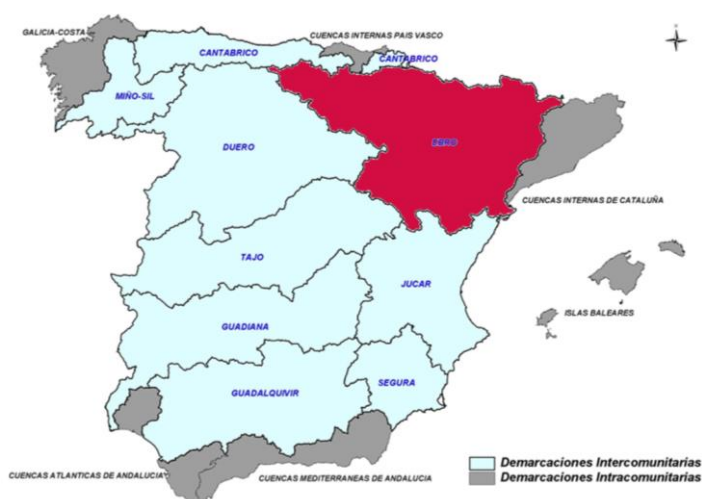 GALICIA-COSTA
CUENCAS INTERNAS PAIS VASCO
CANTABRICO
CANTABRICO
MIÑO-SIL
DUERO
EBRO
CUENCAS INTERNAS DE CATALUÑA
TAJO
JUCAR
ISLAS BALEARES
GUADIANA
GUADALQUIVIR
SEGURA
CUENCAS ATLANTICAS DE ANDALUCIA
CUENCAS MEDITERRANEAS DE ANDALUCIA
Demarcaciones Intercomunitarias
Demarcaciones Intracomunitarias